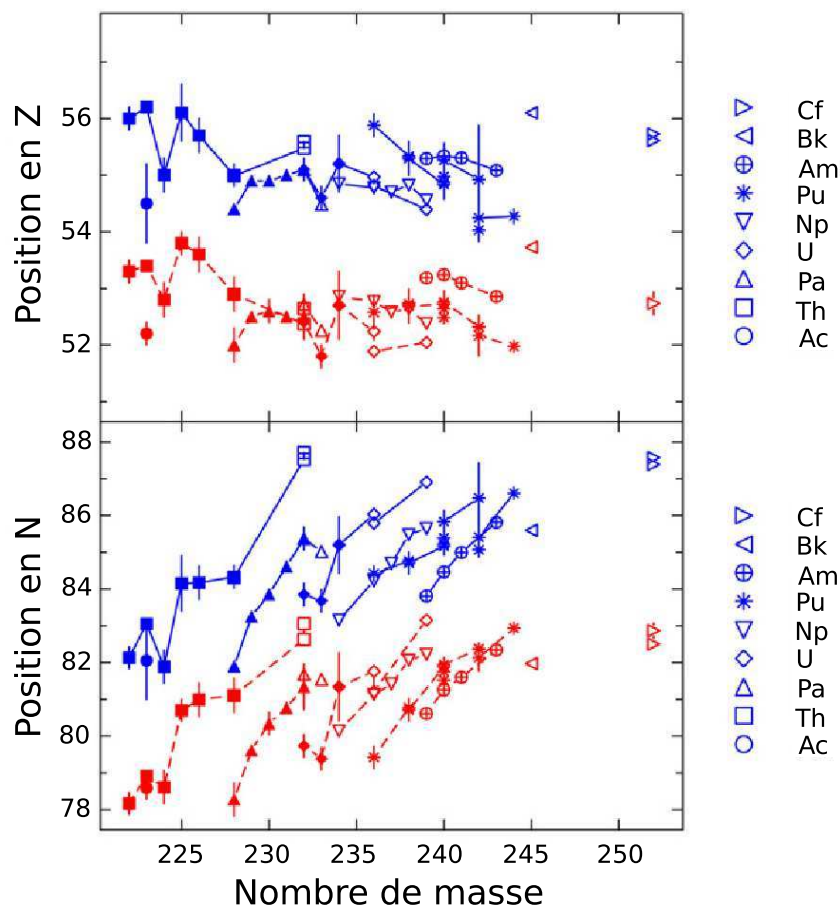 Position en Z
56
54
52
Cf
Bk
Am
Pu
Np
U
Pa
Th
Ac
Position en N
88
86
84
82
80
78
Cf
Bk
Am
Pu
Np
U
Pa
Th
Ac
225 230 235 240 245 250
Nombre de masse